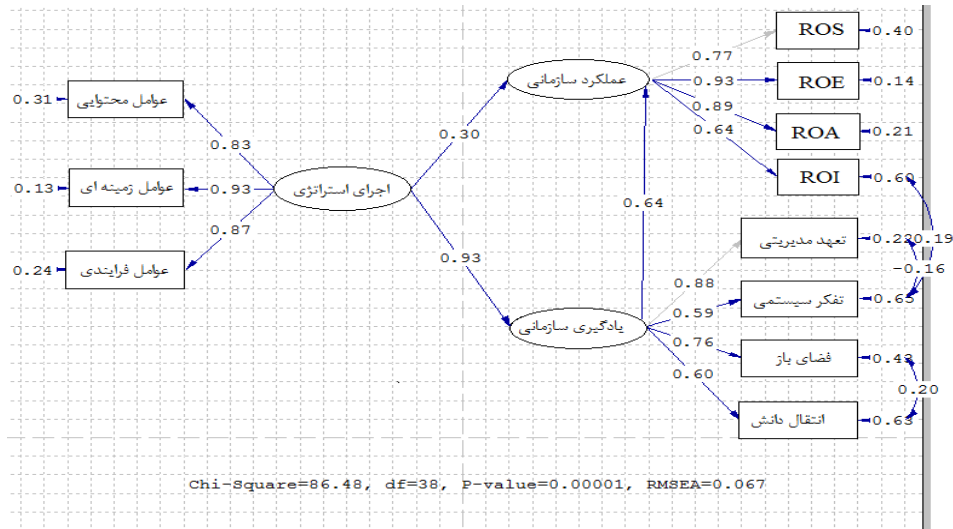 ROS
0.40
0.77
عملکرد سازمانی
0.93
ROE
0.14
عوامل محتوایی
0.31
0.89
ROA
0.21
0.30
0.64
0.83
ROI
0.60
عوامل زمینه ای
0.13
0.93
اجرای استراتژی
0.64
0.87
تعهد مدیریتی
0.22
0.19
0.93
-0.16
عوامل فرایندی
0.24
0.88
تفکر سیستمی
0.65
0.59
یادگیری سازمانی
0.76
فضای باز
0.43
0.60
0.20
انتقال دانش
0.63
Chi-Square=86.48, df=38, P-value=0.00001, RMSEA=0.067